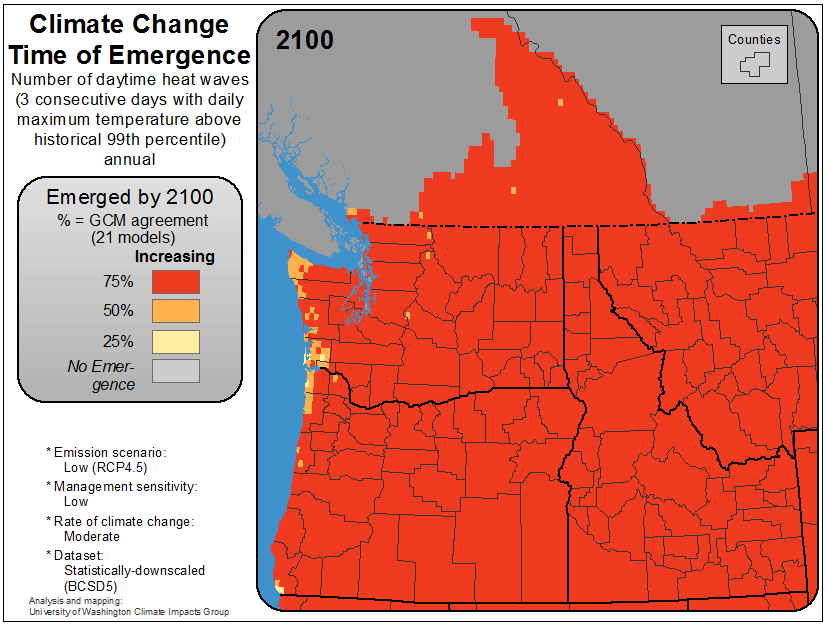 Climate Change
Time of Emergence
Number of daytime heat waves
(3 consecutive days with daily
maximum temperature above
historical 99th percentile)
annual
Emerged by 2100
% = GCM agreement
(21 models)
Increasing
75%
50%
25%
No Emer-
gence
* Emission scenario:
Low (RCP4.5)
* Management sensitivity:
Low
* Rate of climate change:
Moderate
* Dataset:
Statistically-downscaled
(BCSD5)
Analysis and mapping:
University of Washington Climate Impacts Group
2100
Counties